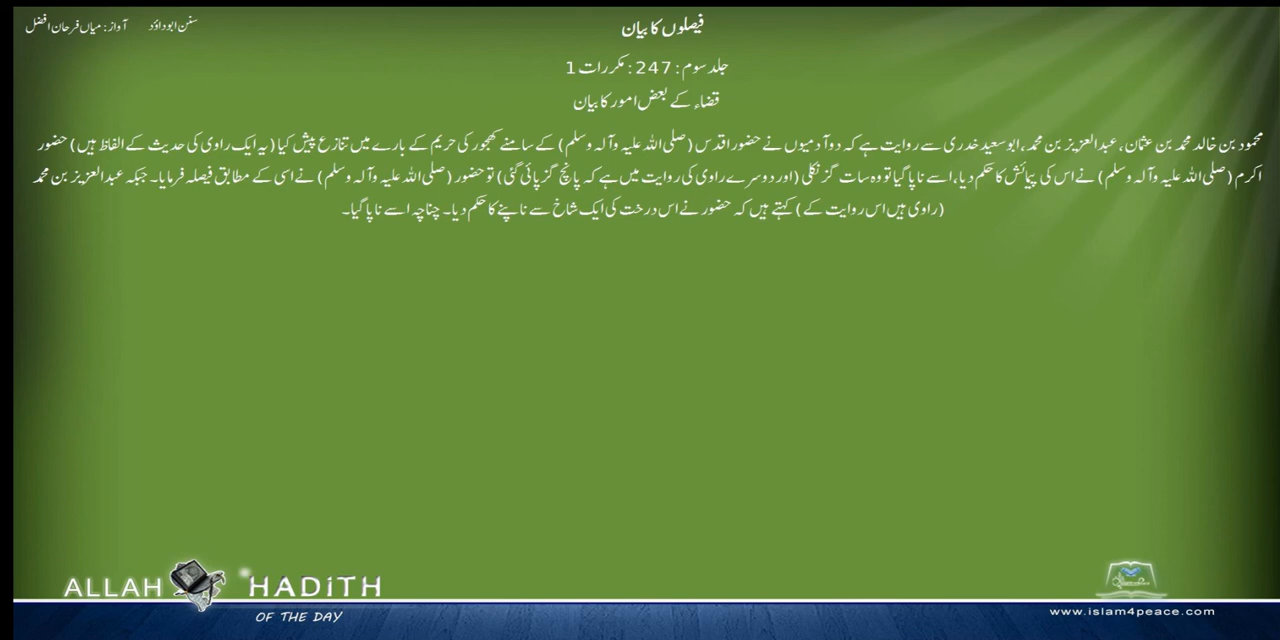 فیصلوں کا بیان
سنن ابوداؤد
آواز: میاں فرحان افضل
جلد سوم : 247 : مکررات 1
قضاء کے بعض امور کا بیان
محمود بن خالد محمد بن عثمان، عبدالعزیز بن محمد، ابوسعید خدری سے روایت ہے کہ دو آدمیوں نے حضور اقدس (صلی اللہ علیہ وآلہ وسلم) کے سامنے کھجور کی حریم کے بارے میں تنازع پیش کیا (یہ ایک راوی کی حدیث کے الفاظ ہیں) حضور
اکرم (صلی اللہ علیہ وآلہ وسلم) نے اس کی پیمائش کا حکم دیا، اسے ناپا گیا تو وہ سات گز نکلی (اور دوسرے راوی کی روایت میں ہے کہ پانچ گز پائی گئی) تو حضور (صلی اللہ علیہ وآلہ وسلم) نے اسی کے مطابق فیصلہ فرمایا۔ جبکہ عبدالعزیز بن محمد
(راوی ہیں اس روایت کے) کہتے ہیں کہ حضور نے اس درخت کی ایک شاخ سے ناپنے کا حکم دیا۔ چناچہ اسے ناپا گیا۔
ALLAH HADITH
OF THE DAY
www.islam4peace.com